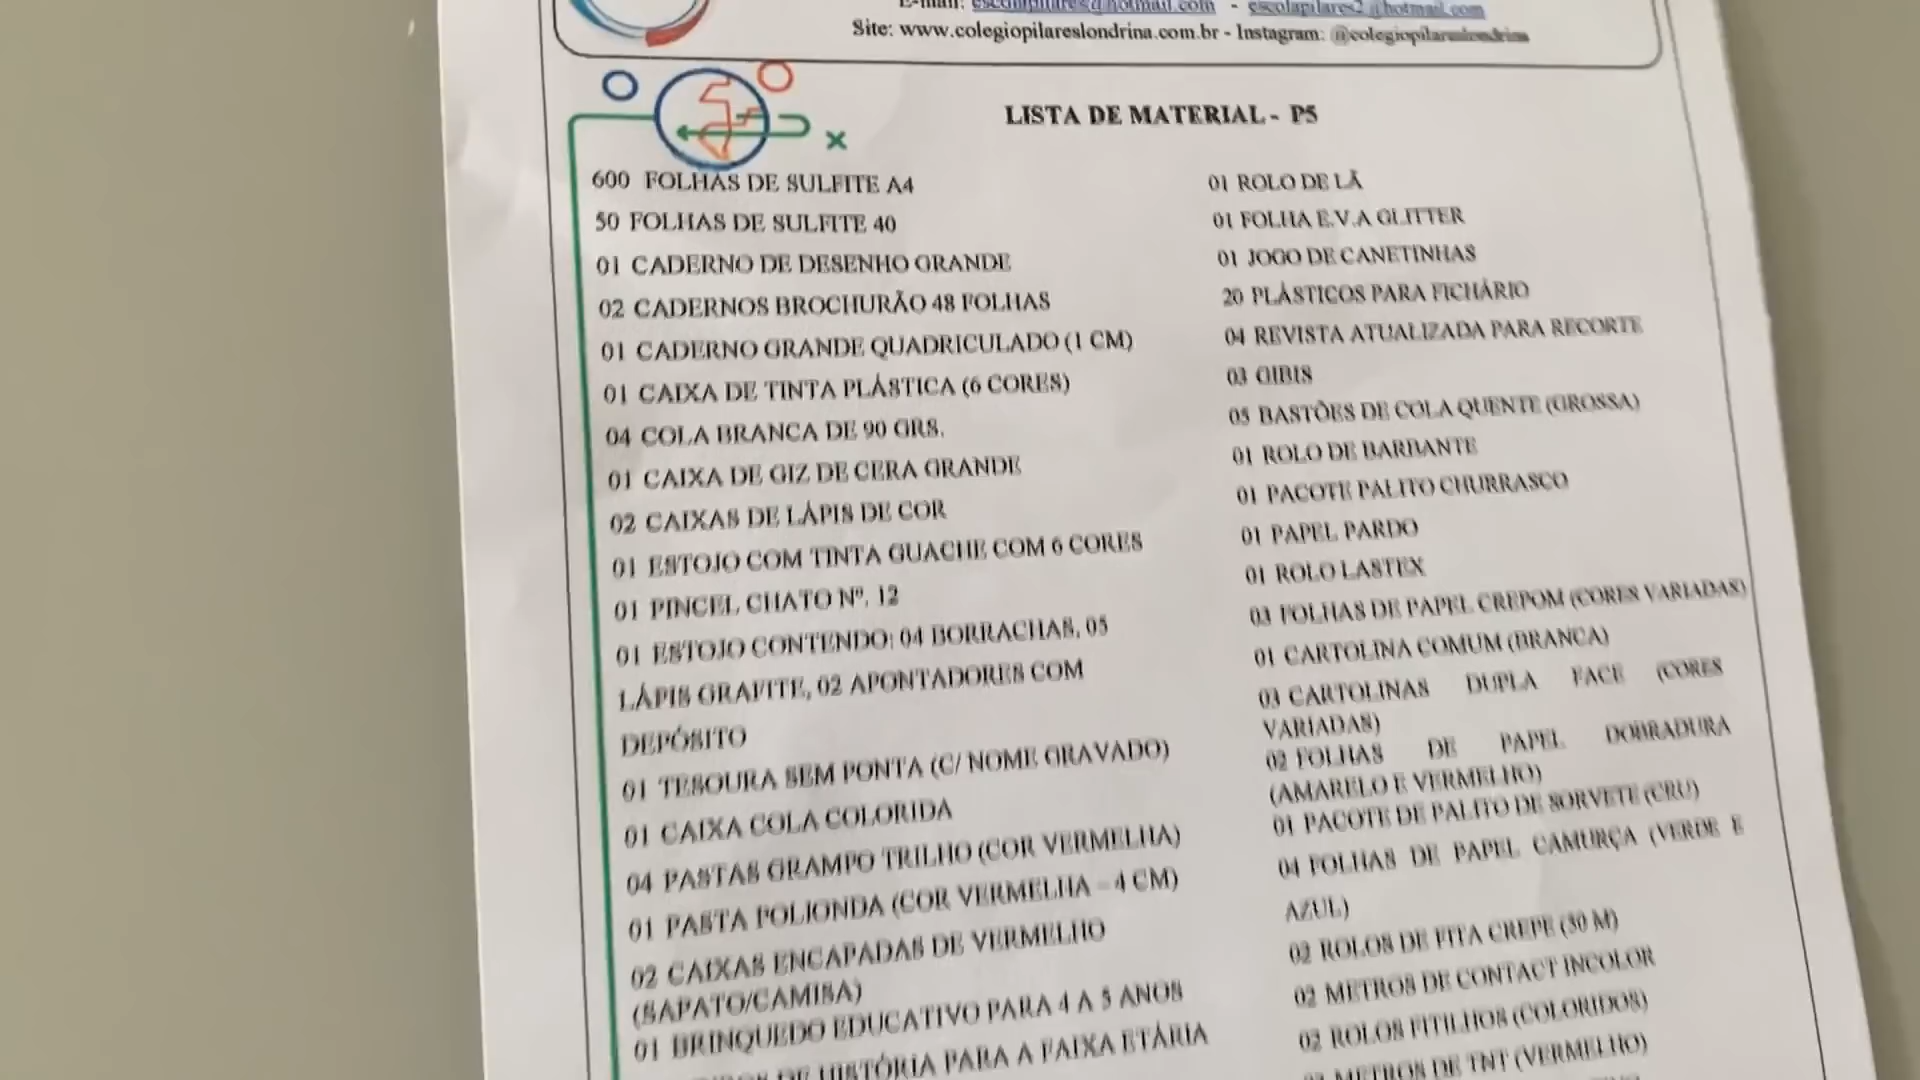 E-mail: escolapilares@hotmail.com - escolapilares2@hotmail.com
Site: www.colegiopilareslondrina.com.br - Instagram: @colegiopilareslondrina
LISTA DE MATERIAL - P5
600 FOLHAS DE SULFITE A4
50 FOLHAS DE SULFITE 40
01 CADERNO DE DESENHO GRANDE
02 CADERNOS BROCHURÃO 48 FOLHAS
01 CADERNO GRANDE QUADRICULADO (1 CM)
01 CAIXA DE TINTA PLÁSTICA (6 CORES)
04 COLA BRANCA DE 90 GRS.
01 CAIXA DE GIZ DE CERA GRANDE
02 CAIXAS DE LÁPIS DE COR
01 ESTOJO COM TINTA GUACHE COM 6 CORES
01 PINCEL CHATO Nº. 12
01 ESTOJO CONTENDO: 04 BORRACHAS, 05
LÁPIS GRAFITE, 02 APONTADORES COM
DEPÓSITO
01 TESOURA SEM PONTA (C/ NOME GRAVADO)
01 CAIXA COLA COLORIDA
04 PASTAS GRAMPO TRILHO (COR VERMELHA)
01 PASTA POLIONDA (COR VERMELHA - 4 CM)
02 CAIXAS ENCAPADAS DE VERMELHO
(SAPATO/CAMISA)
01 BRINQUEDO EDUCATIVO PARA 4 A 5 ANOS
DE HISTÓRIA PARA A FAIXA ETÁRIA
01 ROLO DE LÃ
01 FOLHA E.V.A GLITTER
01 JOGO DE CANETINHAS
20 PLÁSTICOS PARA FICHÁRIO
04 REVISTA ATUALIZADA PARA RECORTE
03 GIBIS
05 BASTÕES DE COLA QUENTE (GROSSA)
01 ROLO DE BARBANTE
01 PACOTE PALITO CHURRASCO
01 PAPEL PARDO
01 ROLO LASTEX
03 FOLHAS DE PAPEL CREPOM (CORES VARIADAS)
01 CARTOLINA COMUM (BRANCA)
03 CARTOLINAS DUPLA FACE (CORES
VARIADAS)
02 FOLHAS DE PAPEL DOBRADURA
(AMARELO E VERMELHO)
01 PACOTE DE PALITO DE SORVETE (CRU)
04 FOLHAS DE PAPEL CAMURÇA (VERDE E
AZUL)
02 ROLOS DE FITA CREPE (50 M)
02 METROS DE CONTACT INCOLOR
02 ROLOS FITILHOS (COLORIDOS)
METROS DE TNT (VERMELHO)